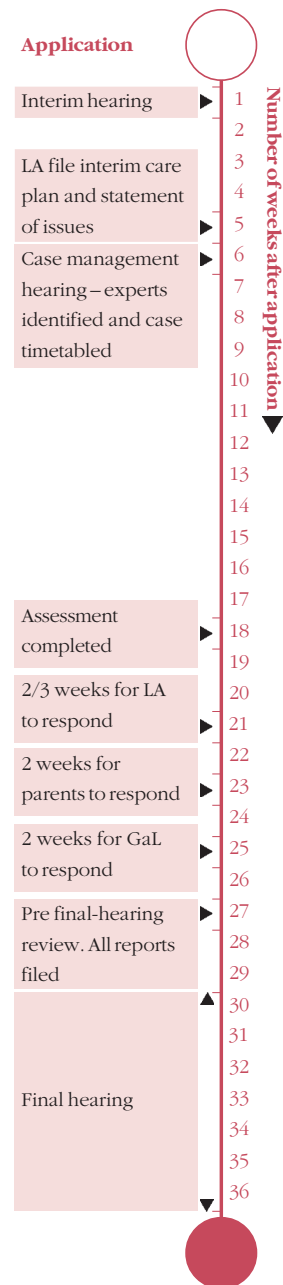 Application
Number of weeks after application
Interim hearing
1
2
LA file interim care
plan and statement
of issues
3
4
5
Case management
hearing – experts
identified and case
timetabled
6
7
8
9
10
11
12
13
14
15
16
17
Assessment
completed
18
19
2/3 weeks for LA
to respond
20
21
2 weeks for
parents to respond
22
23
24
2 weeks for GaL
to respond
25
26
Pre final-hearing
review. All reports
filed
27
28
29
Final hearing
30
31
32
33
34
35
36